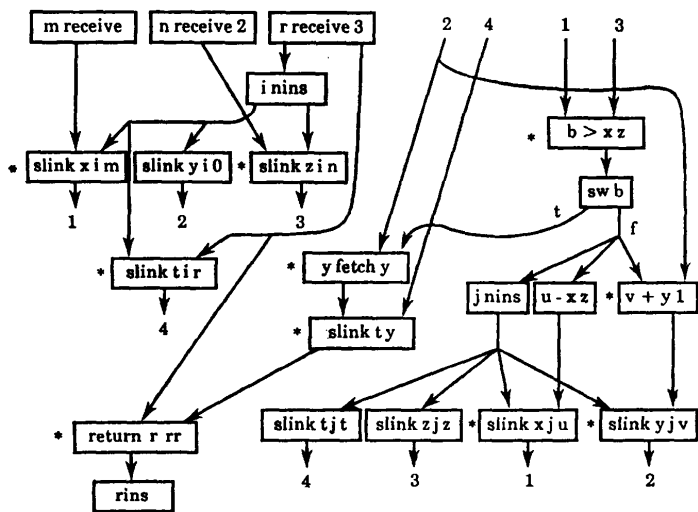 m receive n receive 2 r receive 3 2 4 1 3
i nins
* b > x z
* slink x i m slink y i 0 * slink z i n
sw b
1 2 3
t f
* slink t i r * y fetch y
j nins u - x z * v + y 1
4
* slink t y
* return r rr slink t j t slink z j z * slink x j u * slink y j v
4 3 1 2
rins